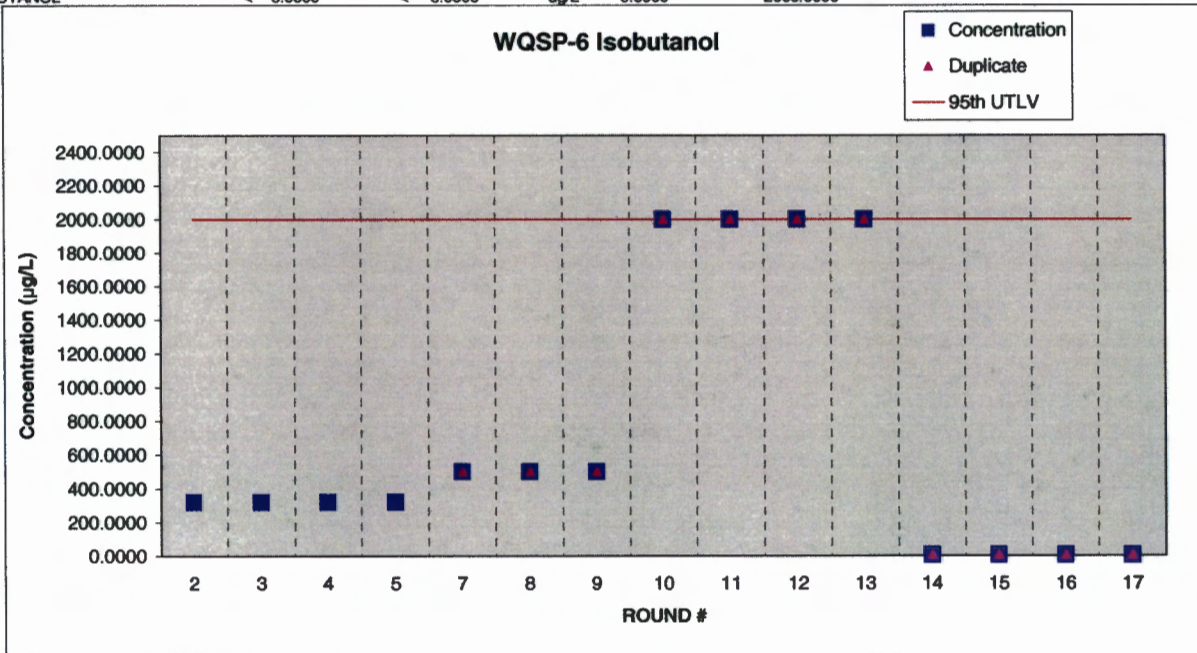 WQSP-6 Isobutanol
Concentration
Duplicate
95th UTLV
2400.0000
2200.0000
2000.0000
1800.0000
1600.0000
1400.0000
1200.0000
1000.0000
800.0000
600.0000
400.0000
200.0000
0.0000
Concentration (µg/L)
2 3 4 5 7 8 9 10 11 12 13 14 15 16 17
ROUND #